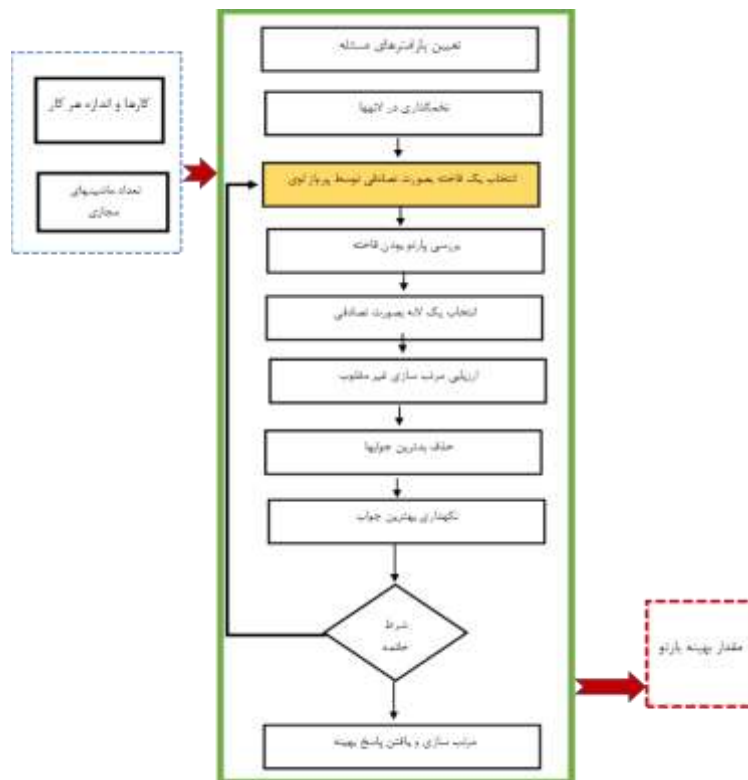 تعیین پارامترهای مسئله
کارها و اندازه هر کار
تعداد ماشینهای
مجازی
تخمگذاری در لانهها
انتخاب یک فاخته بصورت تصادفی توسط پرواز لوی
بررسی پارتو بودن فاخته
انتخاب یک لانه بصورت تصادفی
ارزیابی مرتب سازی غیر مغلوب
حذف بدترین جوابها
نگهداری بهترین جواب
شرط
خاتمه
مرتب سازی و یافتن پاسخ بهینه
مقدار بهینه پارتو